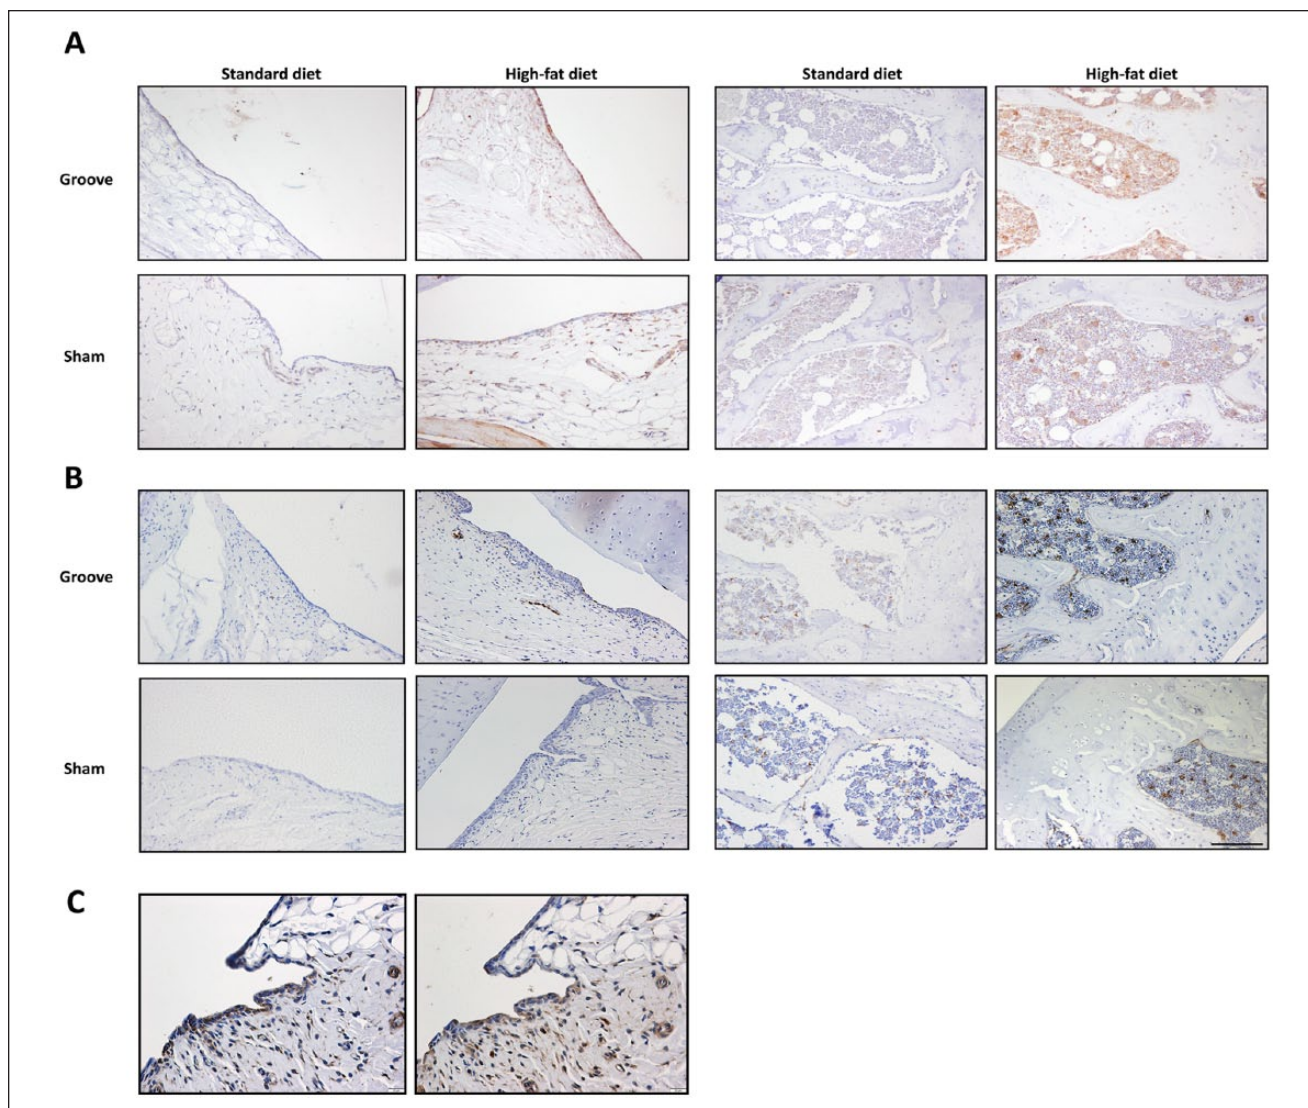 A
Standard diet High-fat diet Standard diet High-fat diet
Groove
Sham
B
Groove
Sham
C